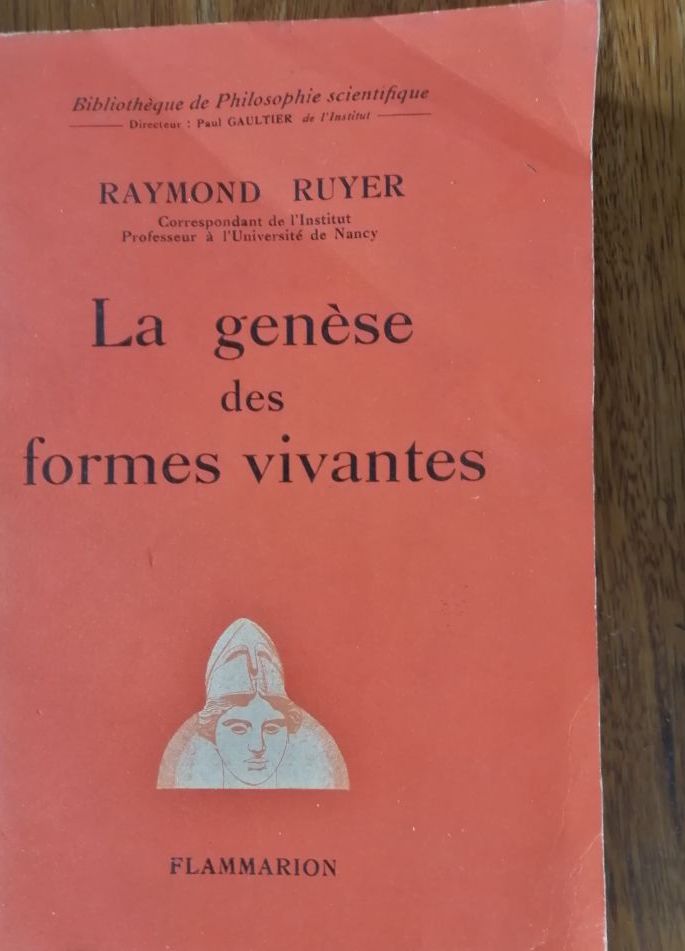 Bibliothèque de Philosophie scientifique
Directeur : Paul GAULTIER de l'Institut
RAYMOND RUYER
Correspondant de l'Institut
Professeur à l'Université de Nancy
La genèse
des
formes vivantes
FLAMMARION